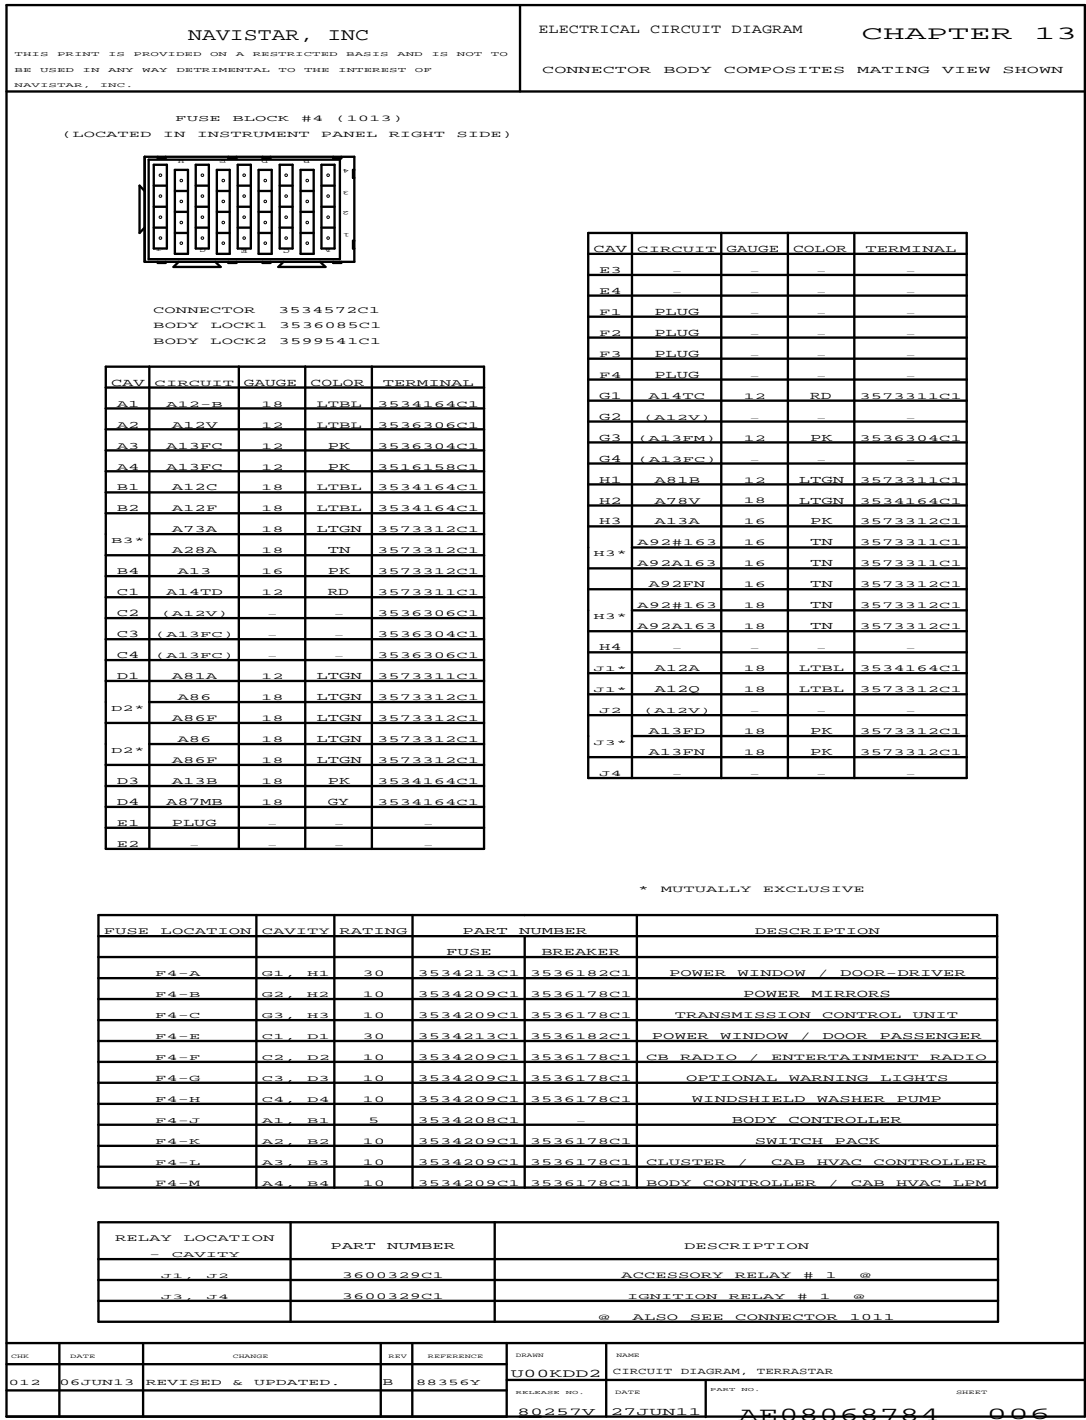 NAVISTAR, INC
THIS PRINT IS PROVIDED ON A RESTRICTED BASIS AND IS NOT TO
BE USED IN ANY WAY DETRIMENTAL TO THE INTEREST OF
NAVISTAR, INC.
ELECTRICAL CIRCUIT DIAGRAM CHAPTER 13
CONNECTOR BODY COMPOSITES MATING VIEW SHOWN
FUSE BLOCK #4 (1013)
(LOCATED IN INSTRUMENT PANEL RIGHT SIDE)
CONNECTOR 3534572C1
BODY LOCK1 3536085C1
BODY LOCK2 3599541C1
CAV CIRCUIT GAUGE COLOR TERMINAL
A1 A12-B 18 LTBL 3534164C1
A2 A12V 12 LTBL 3536306C1
A3 A13FC 12 PK 3536304C1
A4 A13FC 12 PK 3516158C1
B1 A12C 18 LTBL 3534164C1
B2 A12F 18 LTBL 3534164C1
B3* A73A 18 LTGN 3573312C1
A28A 18 TN 3573312C1
B4 A13 16 PK 3573312C1
C1 A14TD 12 RD 3573311C1
C2 (A12V) - - 3536306C1
C3 (A13FC) - - 3536304C1
C4 (A13FC) - - 3536306C1
D1 A81A 12 LTGN 3573311C1
D2* A86 18 LTGN 3573312C1
A86F 18 LTGN 3573312C1
D2* A86 18 LTGN 3573312C1
A86F 18 LTGN 3573312C1
D3 A13B 18 PK 3534164C1
D4 A87MB 18 GY 3534164C1
E1 PLUG - - -
E2 - - - -
CAV CIRCUIT GAUGE COLOR TERMINAL
E3 - - - -
E4 - - - -
F1 PLUG - - -
F2 PLUG - - -
F3 PLUG - - -
F4 PLUG - - -
G1 A14TC 12 RD 3573311C1
G2 (A12V) - - -
G3 (A13FM) 12 PK 3536304C1
G4 (A13FC) - - -
H1 A81B 12 LTGN 3573311C1
H2 A78V 18 LTGN 3534164C1
H3 A13A 16 PK 3573312C1
H3* A92#163 16 TN 3573311C1
A92A163 16 TN 3573311C1
A92FN 16 TN 3573312C1
H3* A92#163 18 TN 3573312C1
A92A163 18 TN 3573312C1
H4 - - - -
J1* A12A 18 LTBL 3534164C1
J1* A12Q 18 LTBL 3573312C1
J2 (A12V) - - -
J3* A13FD 18 PK 3573312C1
A13FN 18 PK 3573312C1
J4 - - - -
* MUTUALLY EXCLUSIVE
FUSE LOCATION CAVITY RATING PART NUMBER DESCRIPTION
FUSE BREAKER
F4-A G1, H1 30 3534213C1 3536182C1 POWER WINDOW / DOOR-DRIVER
F4-B G2, H2 10 3534209C1 3536178C1 POWER MIRRORS
F4-C G3, H3 10 3534209C1 3536178C1 TRANSMISSION CONTROL UNIT
F4-E C1, D1 30 3534213C1 3536182C1 POWER WINDOW / DOOR PASSENGER
F4-F C2, D2 10 3534209C1 3536178C1 CB RADIO / ENTERTAINMENT RADIO
F4-G C3, D3 10 3534209C1 3536178C1 OPTIONAL WARNING LIGHTS
F4-H C4, D4 10 3534209C1 3536178C1 WINDSHIELD WASHER PUMP
F4-J A1, B1 5 3534208C1 - BODY CONTROLLER
F4-K A2, B2 10 3534209C1 3536178C1 SWITCH PACK
F4-L A3, B3 10 3534209C1 3536178C1 CLUSTER / CAB HVAC CONTROLLER
F4-M A4, B4 10 3534209C1 3536178C1 BODY CONTROLLER / CAB HVAC LPM
RELAY LOCATION PART NUMBER DESCRIPTION
- CAVITY
J1, J2 3600329C1 ACCESSORY RELAY # 1 @
J3, J4 3600329C1 IGNITION RELAY # 1 @
@ ALSO SEE CONNECTOR 1011
CHK DATE CHANGE REV REFERENCE DRAWN NAME
012 06JUN13 REVISED & UPDATED. B 88356Y U00KDD2 CIRCUIT DIAGRAM, TERRASTAR
RELEASE NO. DATE PART NO. SHEET
80257V 27JUN11 AE08068784 006